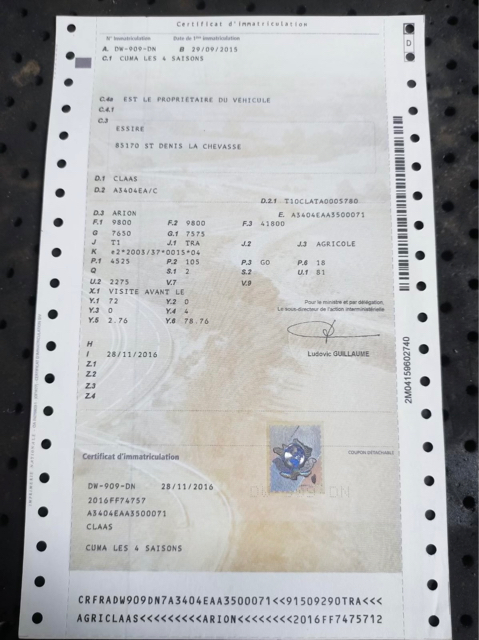 Certificat d'immatriculation
N° Immatriculation Date de 1ère immatriculation
A. DW-909-DN B 29/09/2015
C.1 CUMA LES 4 SAISONS
D
C.4a EST LE PROPRIÉTAIRE DU VÉHICULE
C.4.1
C.3
ESSIRE
85170 ST DENIS LA CHEVASSE
D.1 CLAAS
D.2 A3404EA/C
D.2.1 T10CLATA0005780
D.3 ARION E. A3404EAA3500071
F.1 9800 F.2 9800 F.3 41800
G 7650 G.1 7575
J T1 J.1 TRA J.2 J.3 AGRICOLE
K e2*2003/37*0015*04
P.1 4525 P.2 105 P.3 GO P.6 18
Q S.1 2 S.2 U.1 81
U.2 2275 V.7 V.9
X.1 VISITE AVANT LE
Y.1 72 Y.2 0
Y.3 0 Y.4 4
Y.5 2.76 Y.6 78.76
Pour le ministre et par délégation,
Le sous-directeur de l'action interministérielle
Ludovic GUILLAUME
H
I 28/11/2016
Z.1
Z.2
Z.3
Z.4
2M04159602740
Certificat d'immatriculation
COUPON DÉTACHABLE
DW-909-DN 28/11/2016
2016FF74757
A3404EAA3500071
CLAAS
CUMA LES 4 SAISONS
CRFRADW909DN7A3404EAA3500071<<91509290TRA<<<
AGRICLAAS<<<<<<<<<ARION<<<<<<<<2016FF7475712